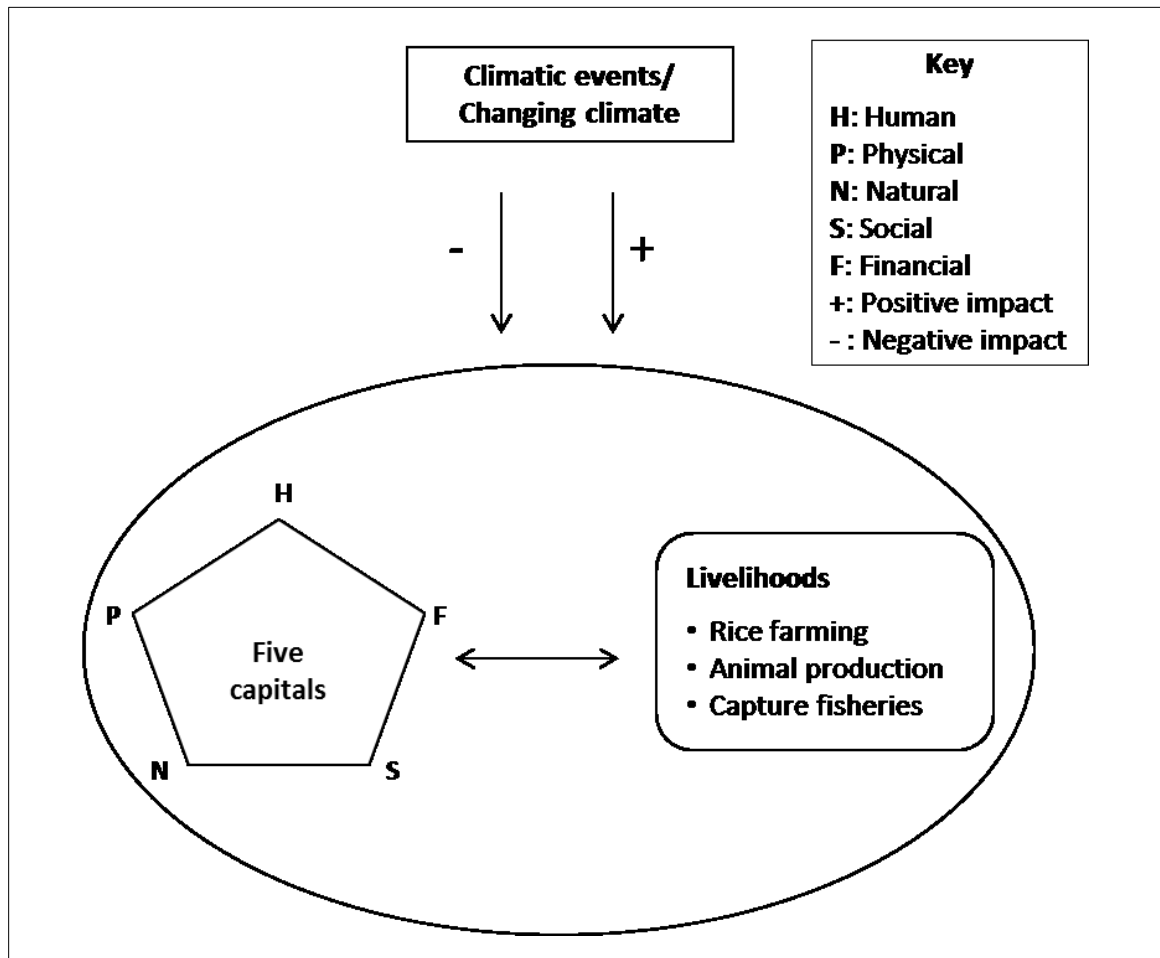 Climatic events/
Changing climate
Key
H: Human
P: Physical
N: Natural
S: Social
F: Financial
+: Positive impact
- : Negative impact
-
+
H
P
F
Five
capitals
N
S
Livelihoods
• Rice farming
• Animal production
• Capture fisheries